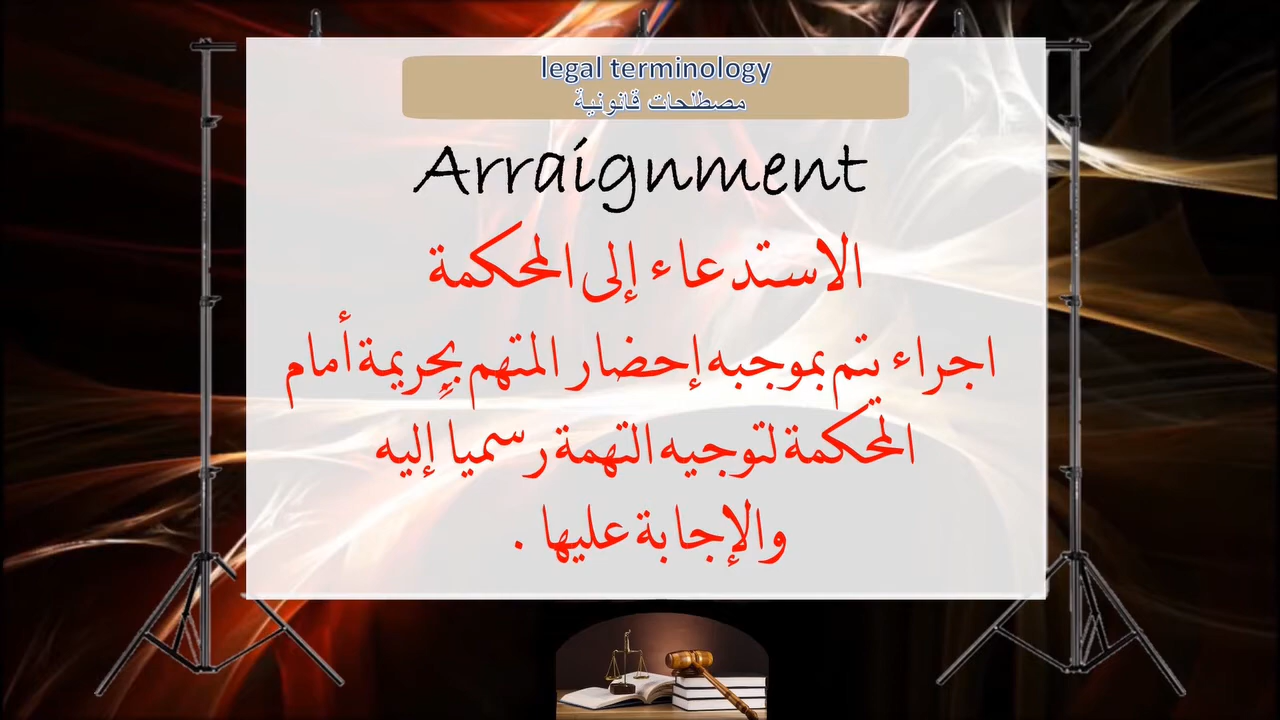 legal terminology
مصطلحات قانونية
Arraignment
الاستدعاء إلى المحكمة
اجراء يتم بموجبه إحضار المتهم بجريمة أمام
المحكمة لتوجيه التهمة رسميا إليه
والإجابة عليها .